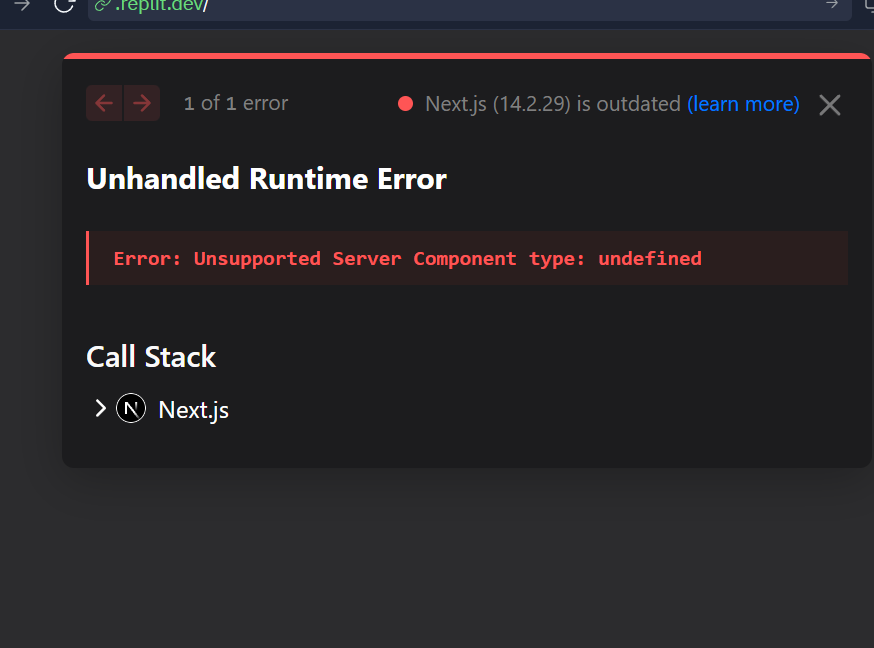 .replit.dev/
1 of 1 error
Next.js (14.2.29) is outdated (learn more)
Unhandled Runtime Error
Error: Unsupported Server Component type: undefined
Call Stack
N Next.js